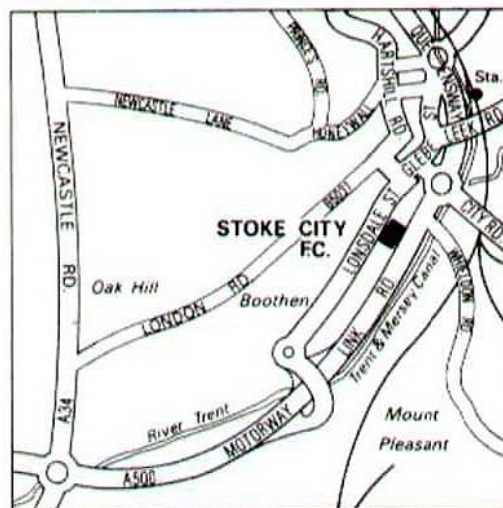 QUEENSWAY
HARTSHILL RD.
PRINCES RD.
Sta.
NEWCASTLE LANE
HONEYWALL
LEEK RD
GLEBE ST
NEWCASTLE RD.
B5041
CITY RD.
STOKE CITY
F.C.
LONSDALE ST.
WHIELDON RD
Oak Hill
LONDON RD.
Boothen
LINK RD
Trent & Mersey Canal
River Trent
MOTORWAY
Mount
Pleasant
A34
A500